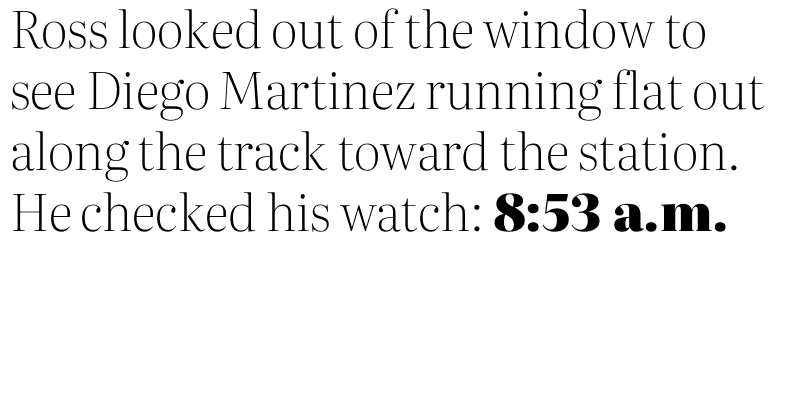 Ross looked out of the window to
see Diego Martinez running flat out
along the track toward the station.
He checked his watch: 8:53 a.m.